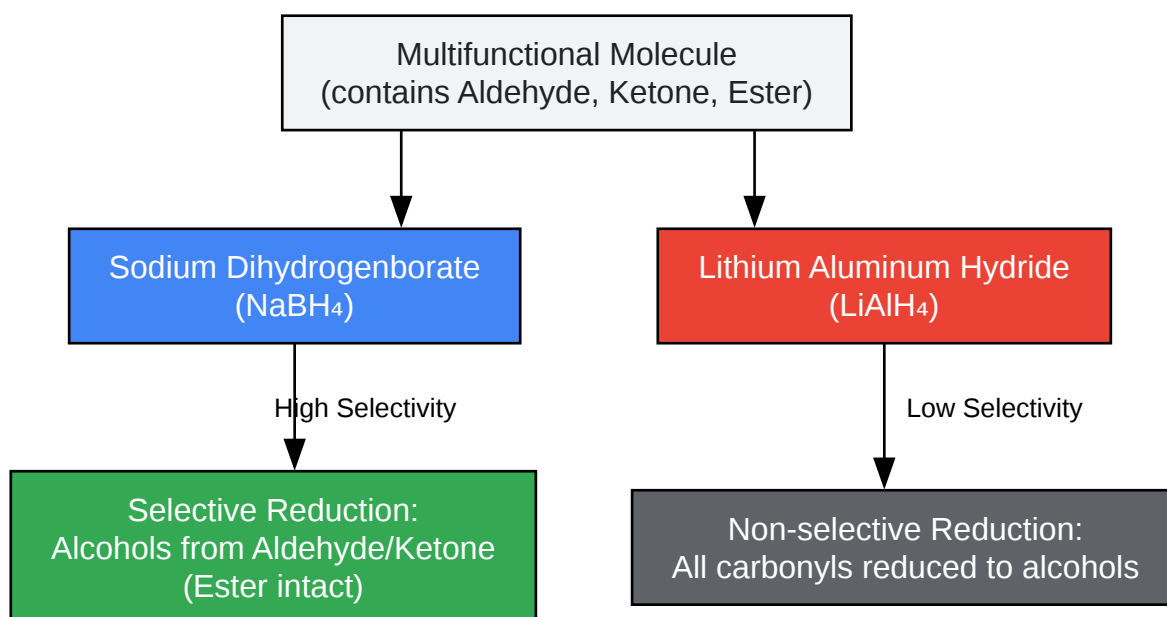 Multifunctional Molecule
(contains Aldehyde, Ketone, Ester)
Sodium Dihydrogenborate
(NaBH₄)
Lithium Aluminum Hydride
(LiAlH₄)
High Selectivity
Low Selectivity
Selective Reduction:
Alcohols from Aldehyde/Ketone
(Ester intact)
Non-selective Reduction:
All carbonyls reduced to alcohols